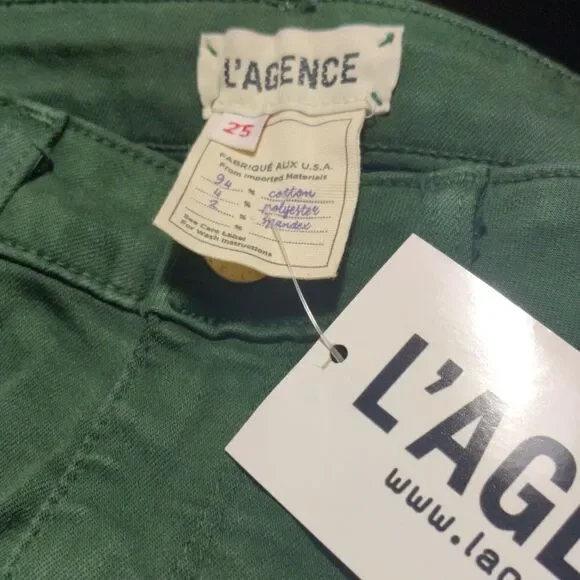 L'AGENCE
25
FABRIQUÉ AUX U.S.A.
From Imported Materials
94 % cotton
4 % polyester
2 % spandex
See Care Label
For Wash Instructions
L'AGE
www.lag